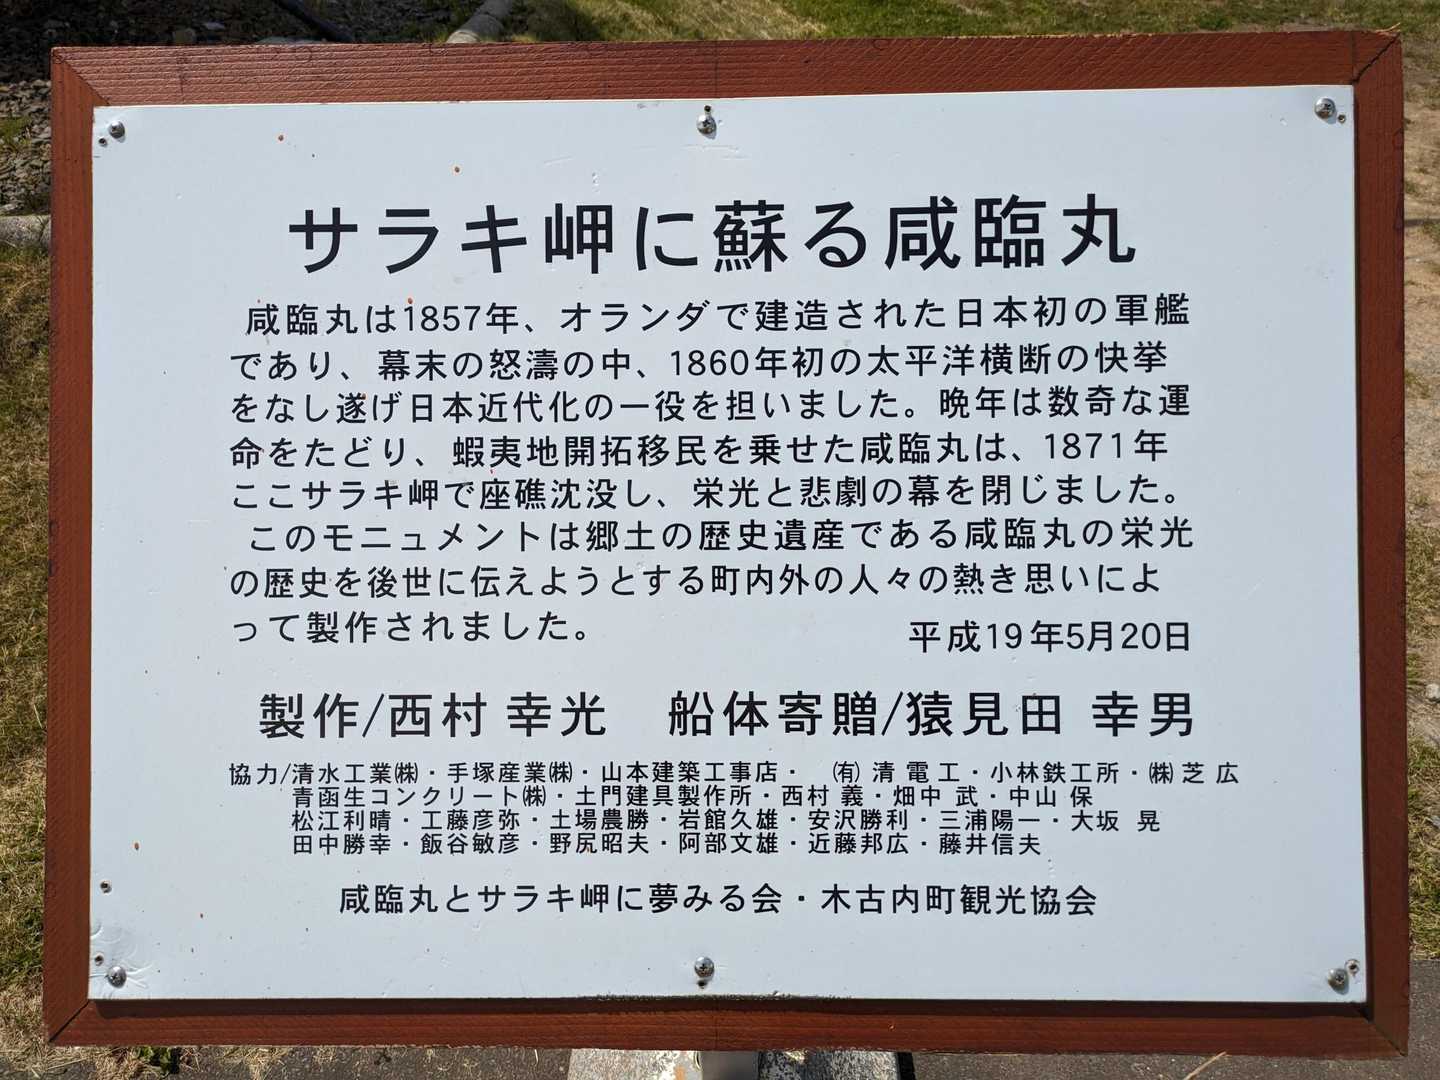 サラキ岬に蘇る咸臨丸
咸臨丸は1857年、オランダで建造された日本初の軍艦
であり、幕末の怒濤の中、1860年初の太平洋横断の快挙
をなし遂げ日本近代化の一役を担いました。晩年は数奇な運
命をたどり、蝦夷地開拓移民を乗せた咸臨丸は、1871年
ここサラキ岬で座礁沈没し、栄光と悲劇の幕を閉じました。
このモニュメントは郷土の歴史遺産である咸臨丸の栄光
の歴史を後世に伝えようとする町内外の人々の熱き思いによ
って製作されました。 平成19年5月20日
製作/西村 幸光 船体寄贈/猿見田 幸男
協力/清水工業㈱・手塚産業㈱・山本建築工事店・ ㈲ 清 電 工・小林鉄工所・㈱ 芝 広
青函生コンクリート㈱・土門建具製作所・西村 義・畑中 武・中山 保
松江利晴・工藤彦弥・土場農勝・岩館久雄・安沢勝利・三浦陽一・大坂 晃
田中勝幸・飯谷敏彦・野尻昭夫・阿部文雄・近藤邦広・藤井信夫
咸臨丸とサラキ岬に夢みる会・木古内町観光協会